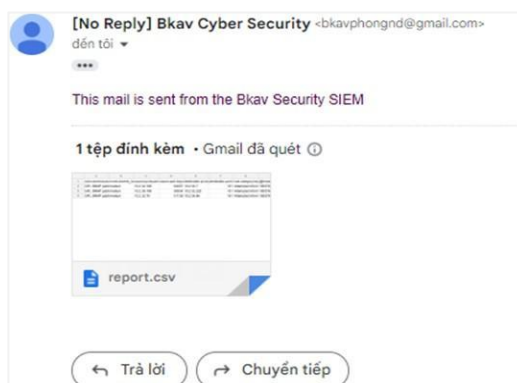 [No Reply] Bkav Cyber Security <bkavphongnd@gmail.com>
đến tôi
This mail is sent from the Bkav Security SIEM
1 tệp đính kèm • Gmail đã quét
report.csv
Trả lời
Chuyển tiếp